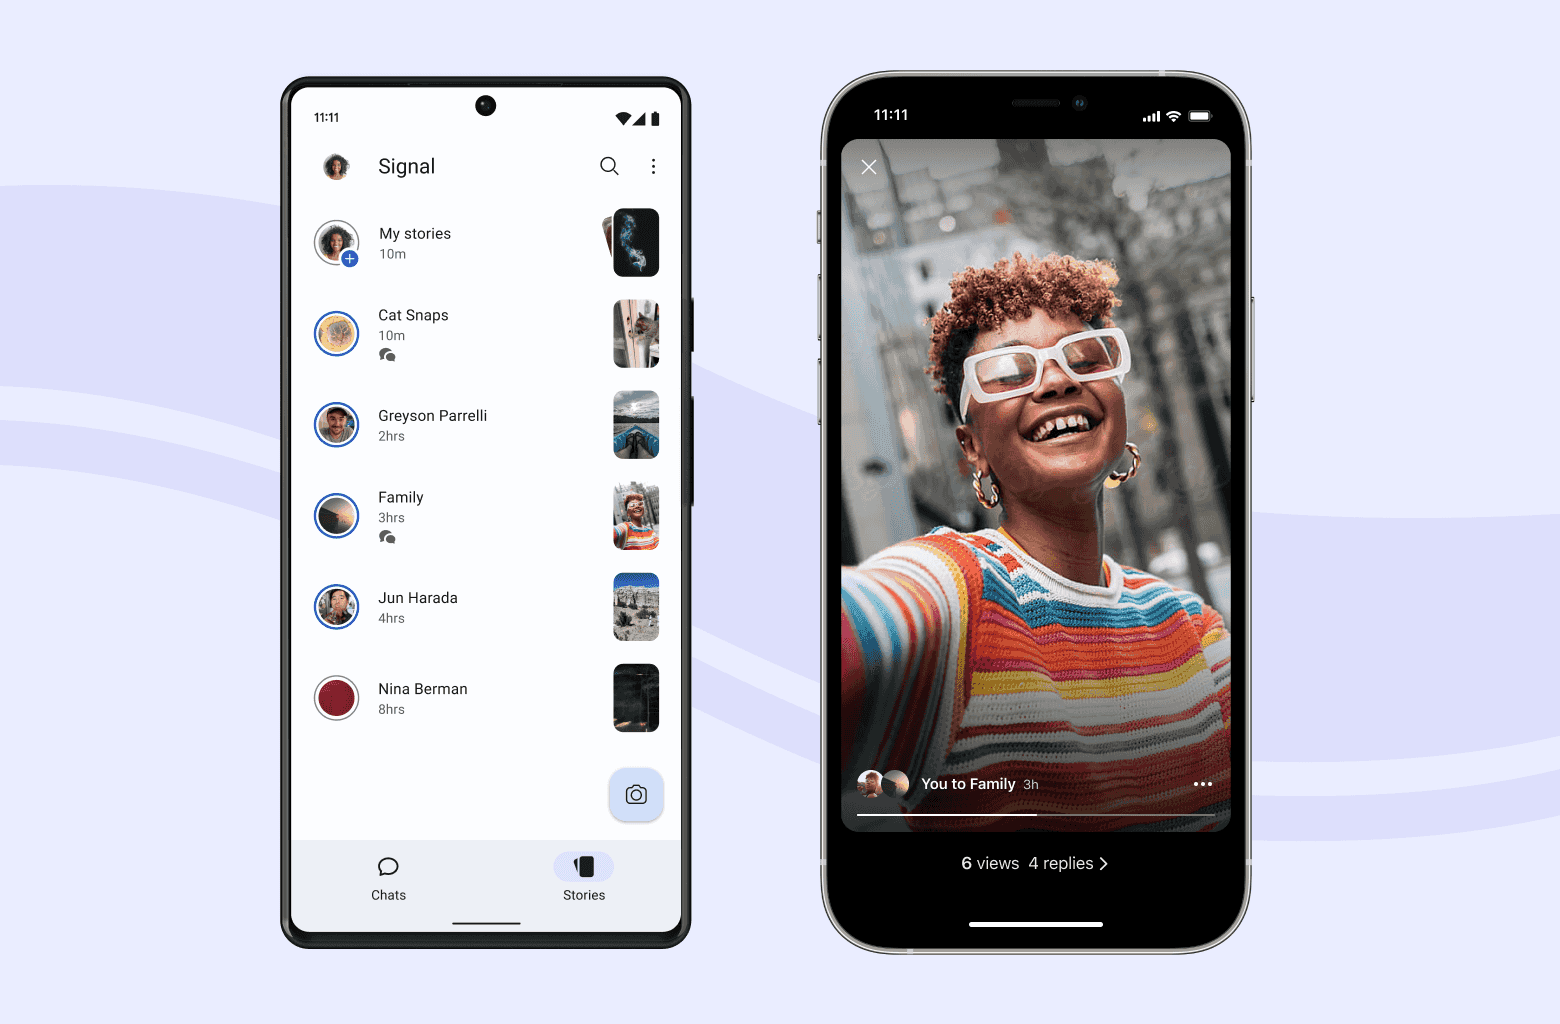 11:11
Signal
My stories
10m
Cat Snaps
10m
Greyson Parrelli
2hrs
Family
3hrs
Jun Harada
4hrs
Nina Berman
8hrs
Chats
Stories
11:11
You to Family 3h
6 views 4 replies